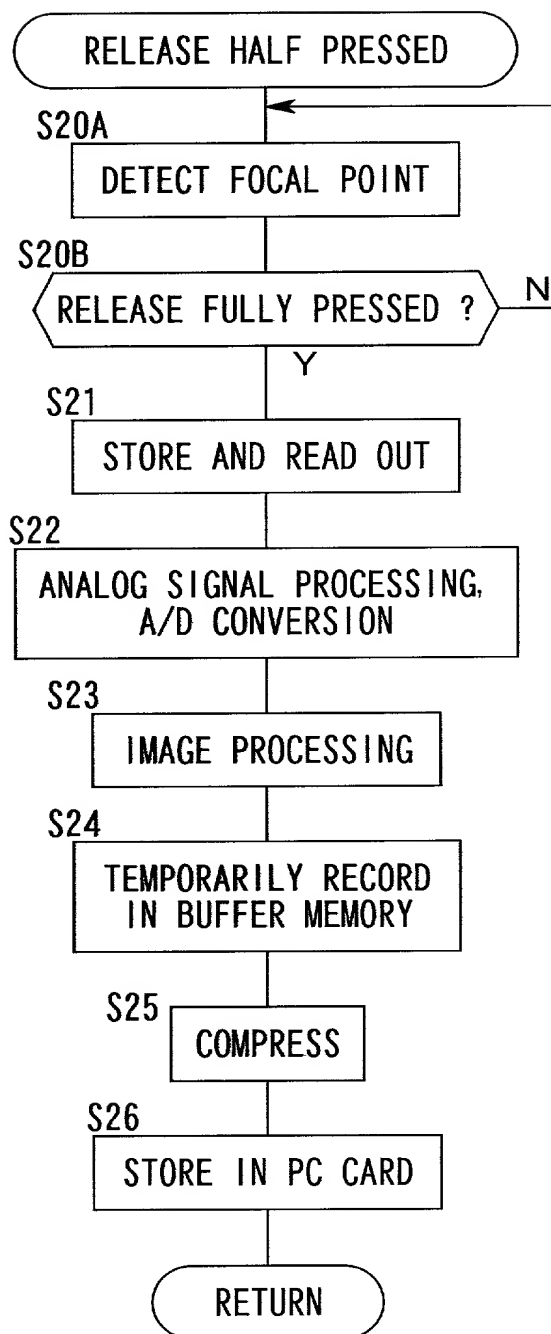 RELEASE HALF PRESSED
S20A
DETECT FOCAL POINT
S20B
RELEASE FULLY PRESSED ?
N
Y
S21
STORE AND READ OUT
S22
ANALOG SIGNAL PROCESSING,
A/D CONVERSION
S23
IMAGE PROCESSING
S24
TEMPORARILY RECORD
IN BUFFER MEMORY
S25
COMPRESS
S26
STORE IN PC CARD
RETURN